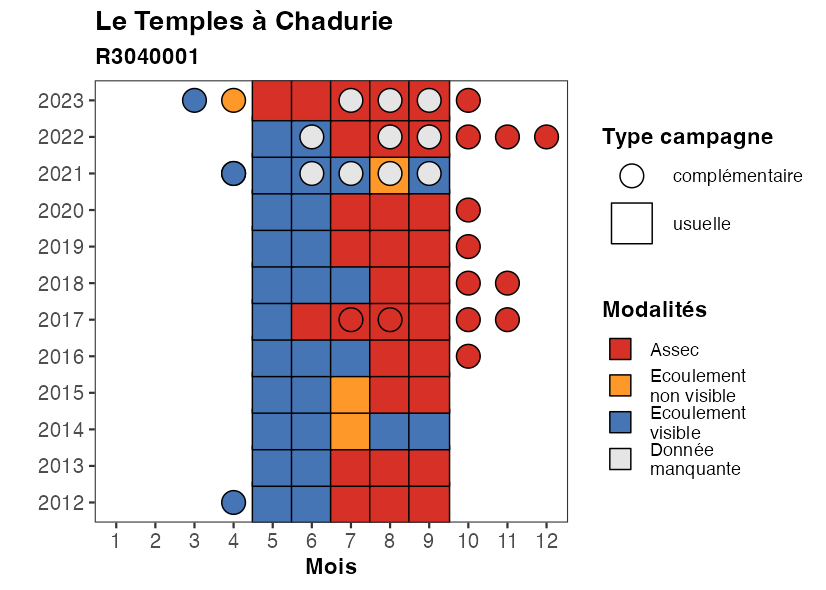 Le Temples à Chadurie
R3040001
2023
2022
2021
2020
2019
2018
2017
2016
2015
2014
2013
2012
1 2 3 4 5 6 7 8 9 10 11 12
Mois
Type campagne
complémentaire
usuelle
Modalités
Assec
Ecoulement
non visible
Ecoulement
visible
Donnée
manquante